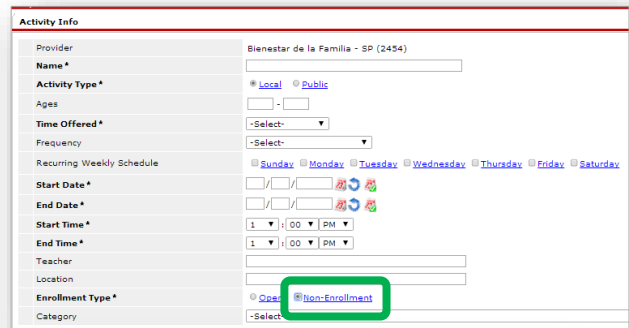 Activity Info
Provider Bienestar de la Familia - SP (2454)
Name*
Activity Type* Local Public
Ages -
Time Offered* -Select-
Frequency -Select-
Recurring Weekly Schedule Sunday Monday Tuesday Wednesday Thursday Friday Saturday
Start Date* / /
End Date* / /
Start Time* 1 : 00 PM
End Time* 1 : 00 PM
Teacher
Location
Enrollment Type* Open Non-Enrollment
Category -Select-